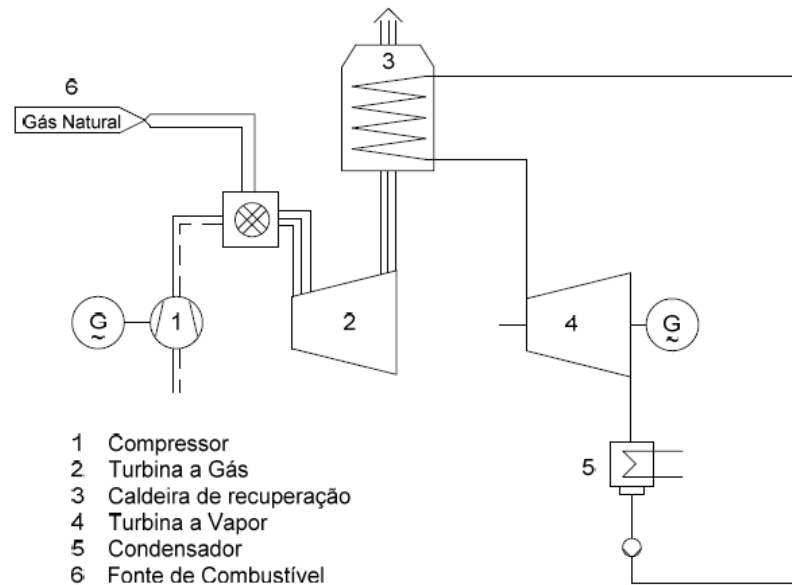 6
Gás Natural
3
G
~
1
2
4
G
~
5
1 Compressor
2 Turbina a Gás
3 Caldeira de recuperação
4 Turbina a Vapor
5 Condensador
6 Fonte de Combustível